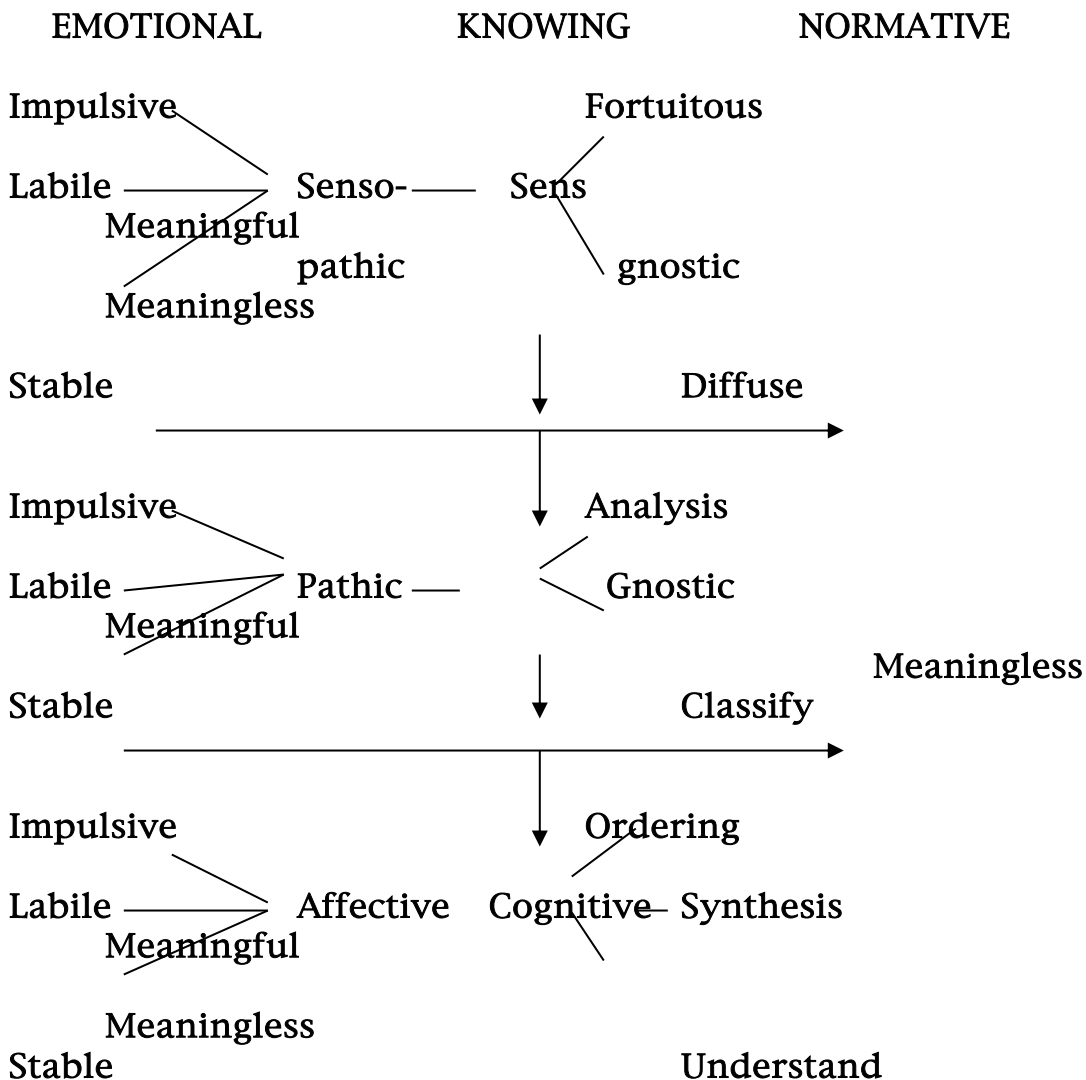 EMOTIONAL KNOWING NORMATIVE
Impulsive Fortuitous
Labile Senso- Sens
Meaningful
pathic gnostic
Meaningless
Stable Diffuse
Impulsive Analysis
Labile Pathic Gnostic
Meaningful
Meaningless
Stable Classify
Impulsive Ordering
Labile Affective Cognitive Synthesis
Meaningful
Meaningless
Stable Understand